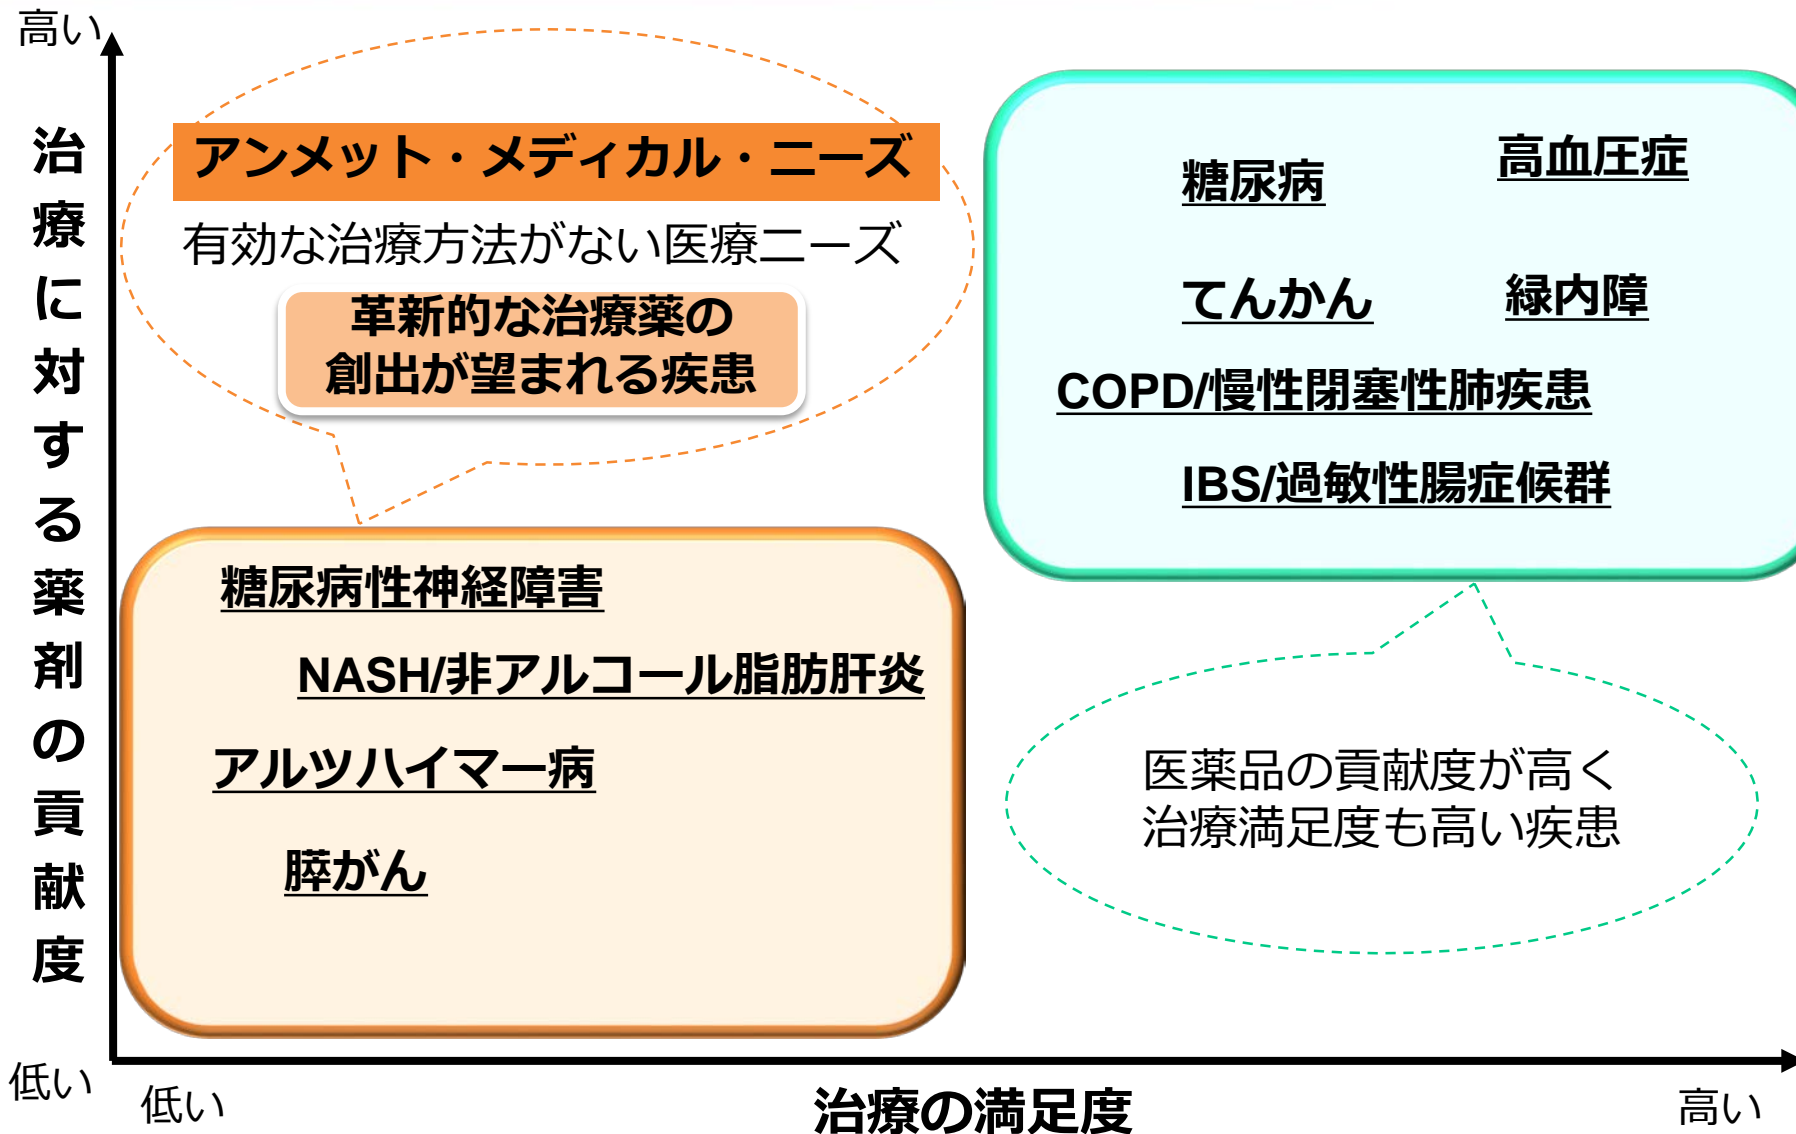 高い
治療に対する薬剤の貢献度
低い
アンメット・メディカル・ニーズ
有効な治療方法がない医療ニーズ
革新的な治療薬の
創出が望まれる疾患
糖尿病性神経障害
NASH/非アルコール脂肪肝炎
アルツハイマー病
膵がん
糖尿病
高血圧症
てんかん
緑内障
COPD/慢性閉塞性肺疾患
IBS/過敏性腸症候群
医薬品の貢献度が高く
治療満足度も高い疾患
低い
治療の満足度
高い